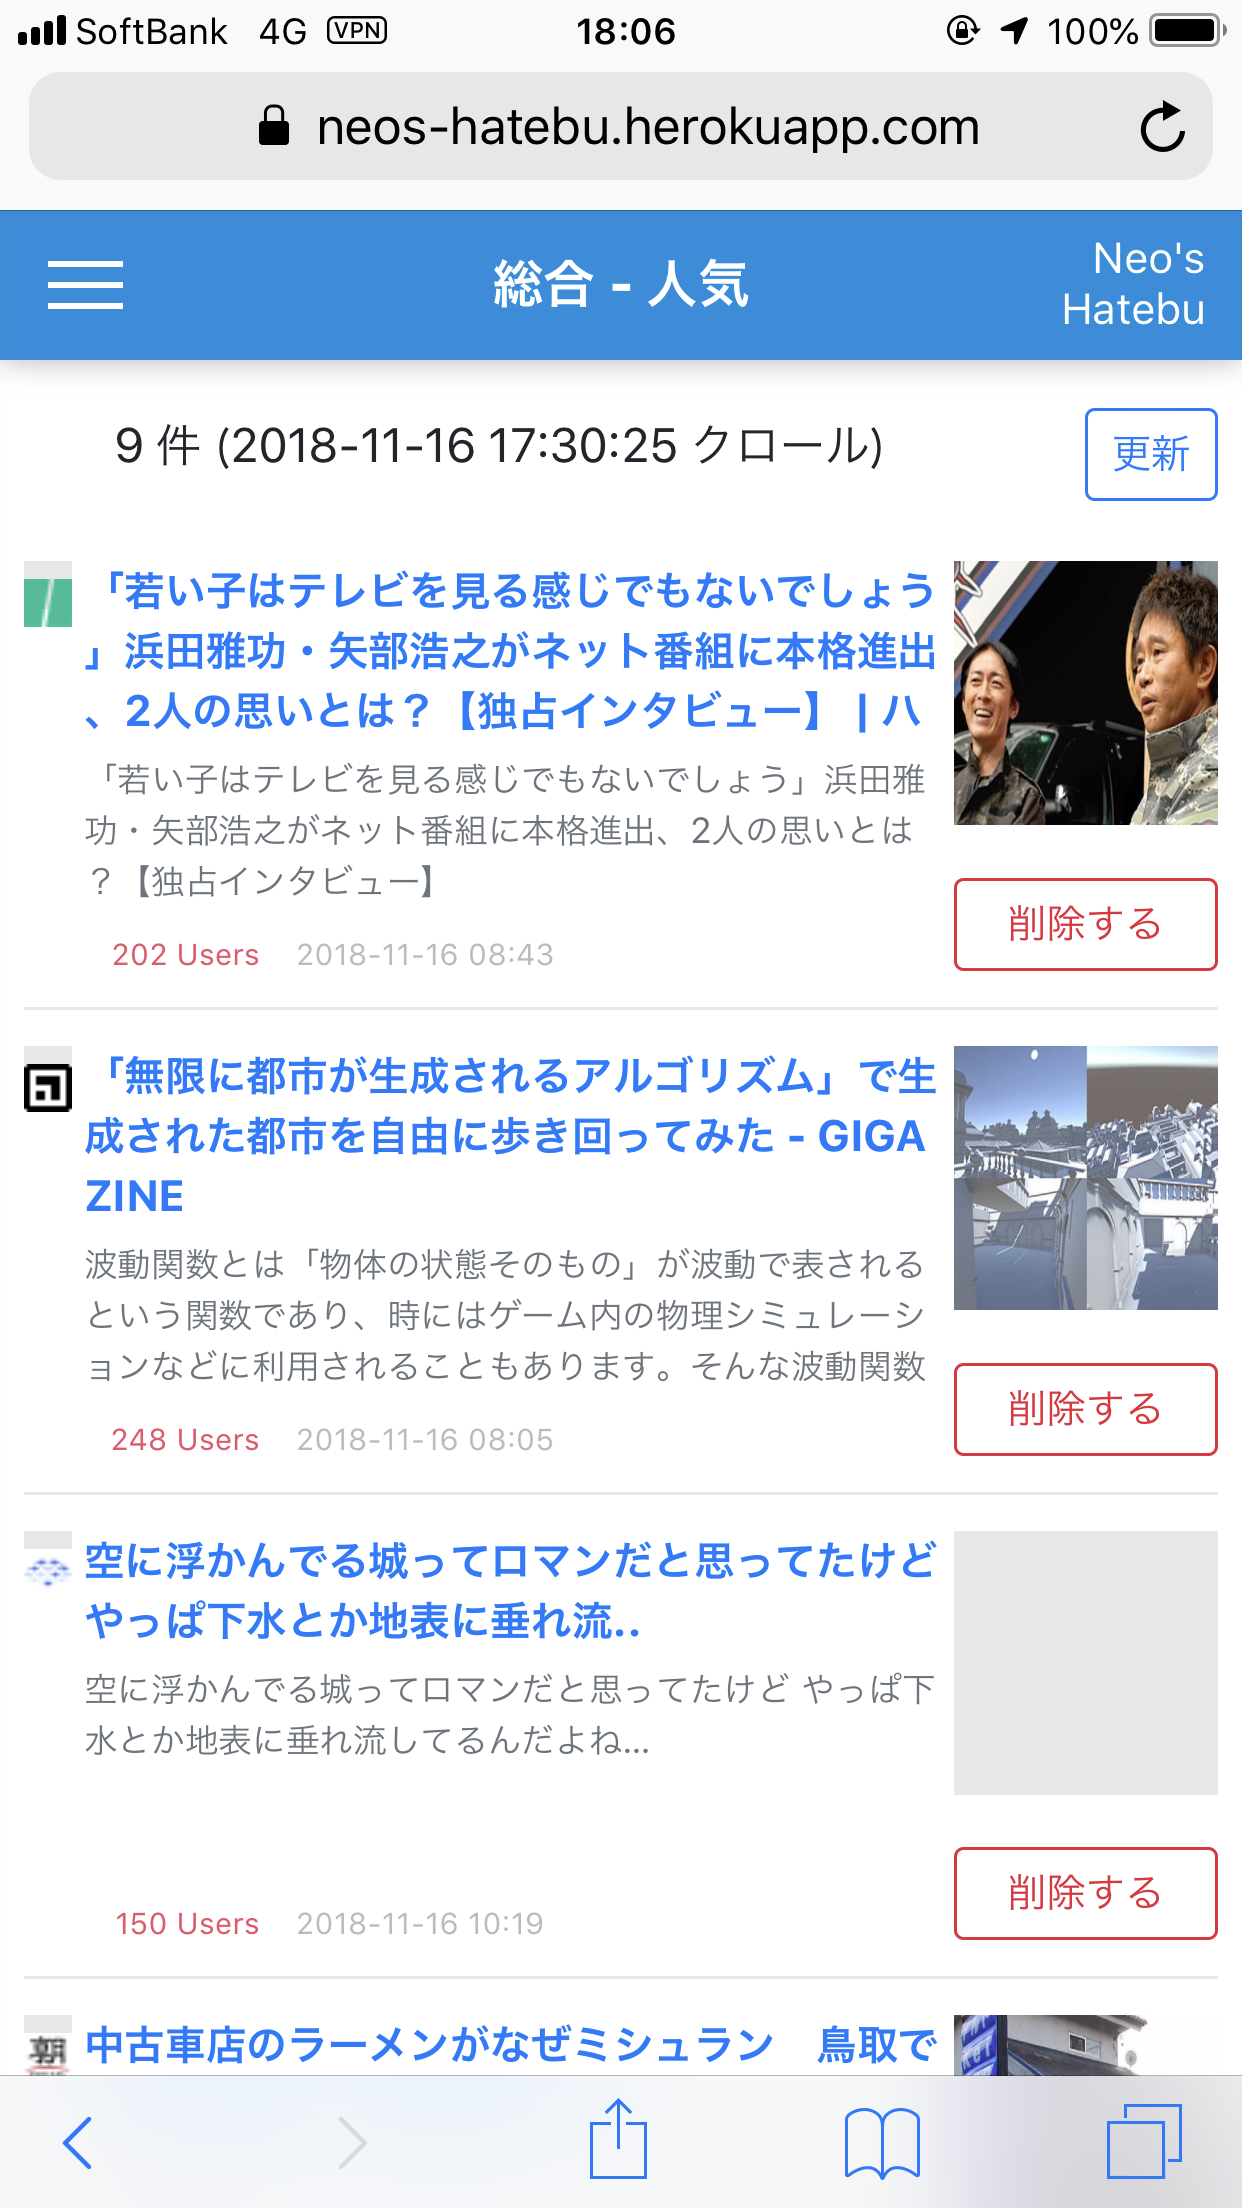 SoftBank 4G VPN 18:06 100%
neos-hatebu.herokuapp.com
総合 - 人気
Neo's
Hatebu
9 件 (2018-11-16 17:30:25 クロール)
更新
「若い子はテレビを見る感じでもないでしょう
」浜田雅功・矢部浩之がネット番組に本格進出
、2人の思いとは？【独占インタビュー】 | ハ
「若い子はテレビを見る感じでもないでしょう」浜田雅
功・矢部浩之がネット番組に本格進出、2人の思いとは
？【独占インタビュー】
202 Users 2018-11-16 08:43
削除する
「無限に都市が生成されるアルゴリズム」で生
成された都市を自由に歩き回ってみた - GIGA
ZINE
波動関数とは「物体の状態そのもの」が波動で表される
という関数であり、時にはゲーム内の物理シミュレーシ
ョンなどに利用されることもあります。そんな波動関数
248 Users 2018-11-16 08:05
削除する
空に浮かんでる城ってロマンだと思ってたけど
やっぱ下水とか地表に垂れ流..
空に浮かんでる城ってロマンだと思ってたけど やっぱ下
水とか地表に垂れ流してるんだよね...
150 Users 2018-11-16 10:19
削除する
朝
中古車店のラーメンがなぜミシュラン　鳥取で